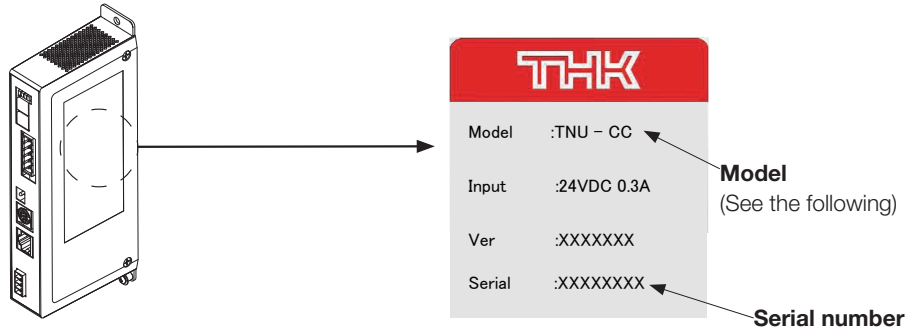 THK
Model :TNU - CC
Input :24VDC 0.3A
Ver :XXXXXXX
Serial :XXXXXXXX
Model
(See the following)
Serial number